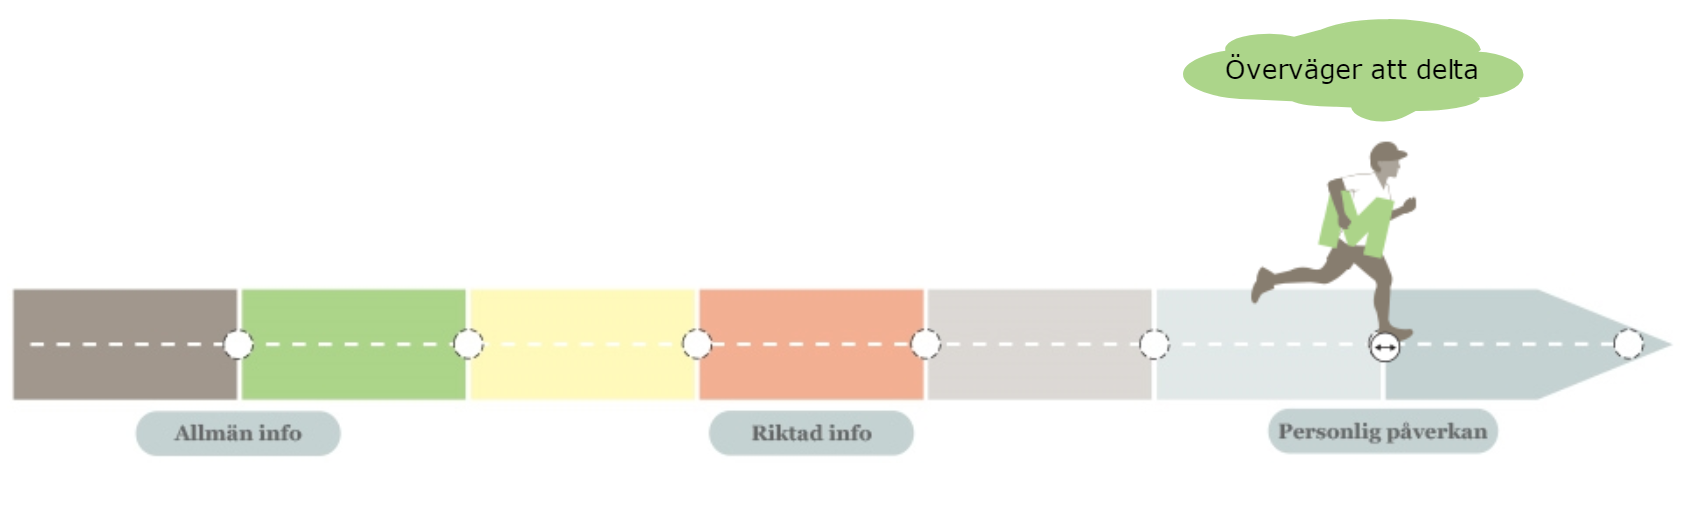 Överväger att delta
Allmän info
Riktad info
Personlig påverkan